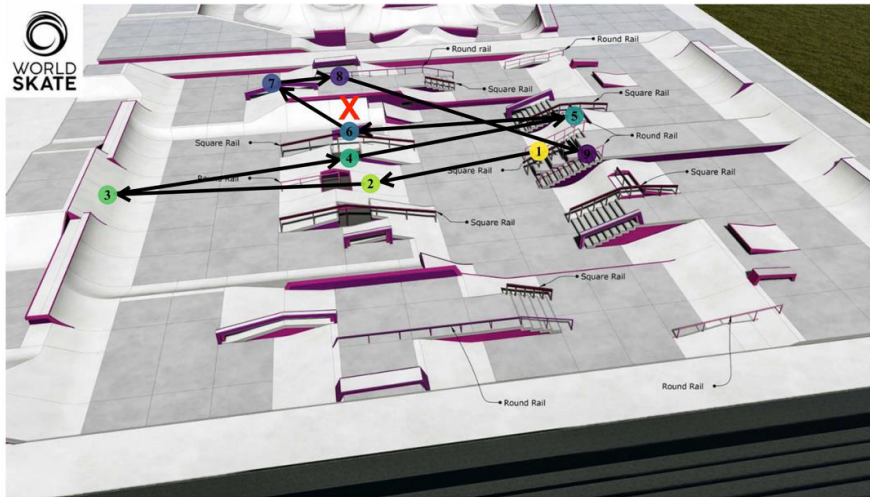 WORLD
SKATE
Round rail
Round Rail
Square Rail
Square Rail
7
8
X
6
5
Square Rail
4
1
9
Round Rail
Square Rail
3
Round Rail
2
Square Rail
Square Rail
Square Rail
Round Rail
Round Rail